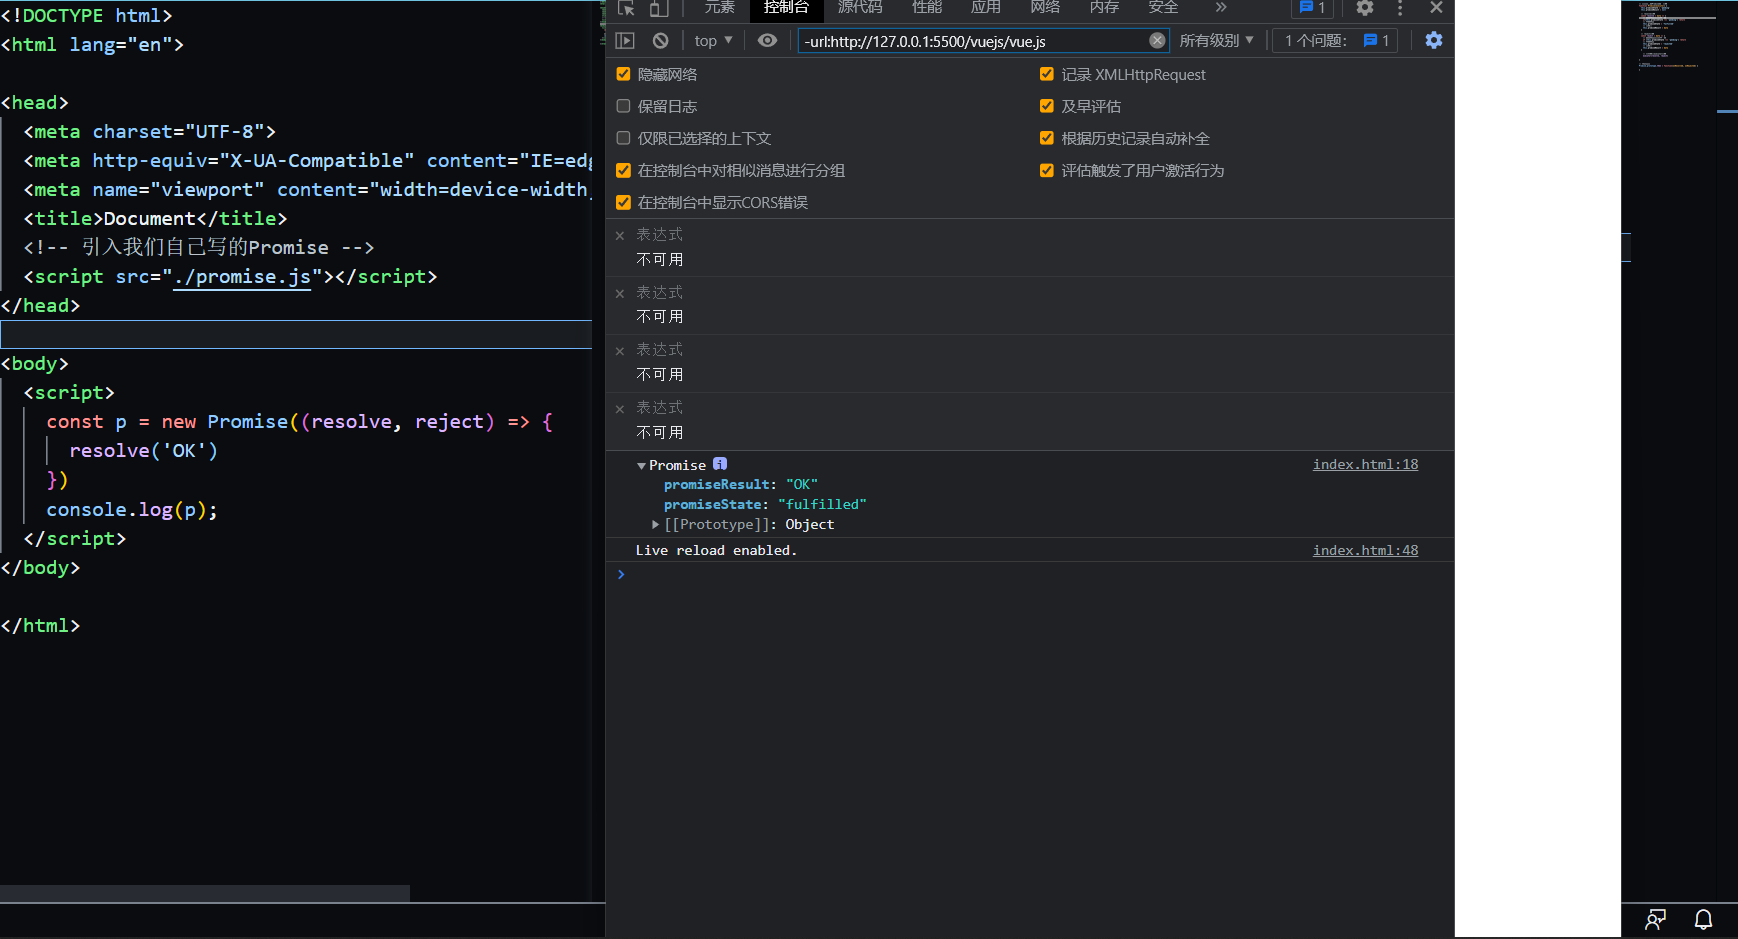 <!DOCTYPE html>
<html lang="en">
<head>
<meta charset="UTF-8">
<meta http-equiv="X-UA-Compatible" content="IE=edg
<meta name="viewport" content="width=device-width,
<title>Document</title>
<!-- 引入我们自己写的Promise -->
<script src="./promise.js"></script>
</head>
<body>
<script>
const p = new Promise((resolve, reject) => {
resolve('OK')
})
console.log(p);
</script>
</body>
</html>
元素 控制台 源代码 性能 应用 网络 内存 安全 » 1
top -url:http://127.0.0.1:5500/vuejs/vue.js 所有级别 1 个问题: 1
隐藏网络 记录 XMLHttpRequest
保留日志 及早评估
仅限已选择的上下文 根据历史记录自动补全
在控制台中对相似消息进行分组 评估触发了用户激活行为
在控制台中显示CORS错误
表达式
不可用
表达式
不可用
表达式
不可用
表达式
不可用
Promise i index.html:18
promiseResult: "OK"
promiseState: "fulfilled"
[[Prototype]]: Object
Live reload enabled. index.html:48